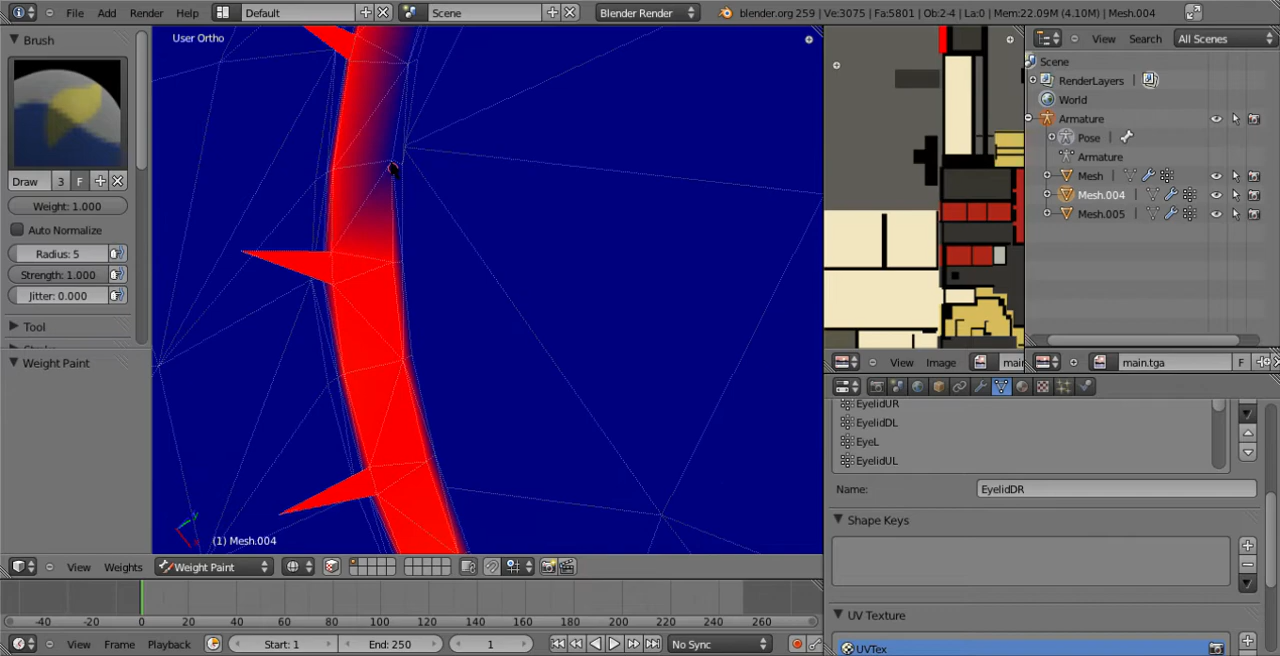 File Add Render Help Default Scene Blender Render blender.org 259 | Ve:3075 | Fa:5801 | Ob:2-4 | La:0 | Mem:22.09M (4.10M) | Mesh.004
Brush
User Ortho
View Search All Scenes
Scene
RenderLayers |
World
Armature
Pose |
Armature
Mesh |
Mesh.004 |
Mesh.005 |
Draw 3 F
Weight: 1.000
Auto Normalize
Radius: 5
Strength: 1.000
Jitter: 0.000
Tool
Weight Paint
(1) Mesh.004
View Image main.tga F
EyelidUR
EyelidDL
EyeL
EyelidUL
Name: EyelidDR
Shape Keys
UV Texture
UVTex
View Weights Weight Paint
-40 -20 0 20 40 60 80 100 120 140 160 180 200 220 240 260
View Frame Playback Start: 1 End: 250 1 No Sync